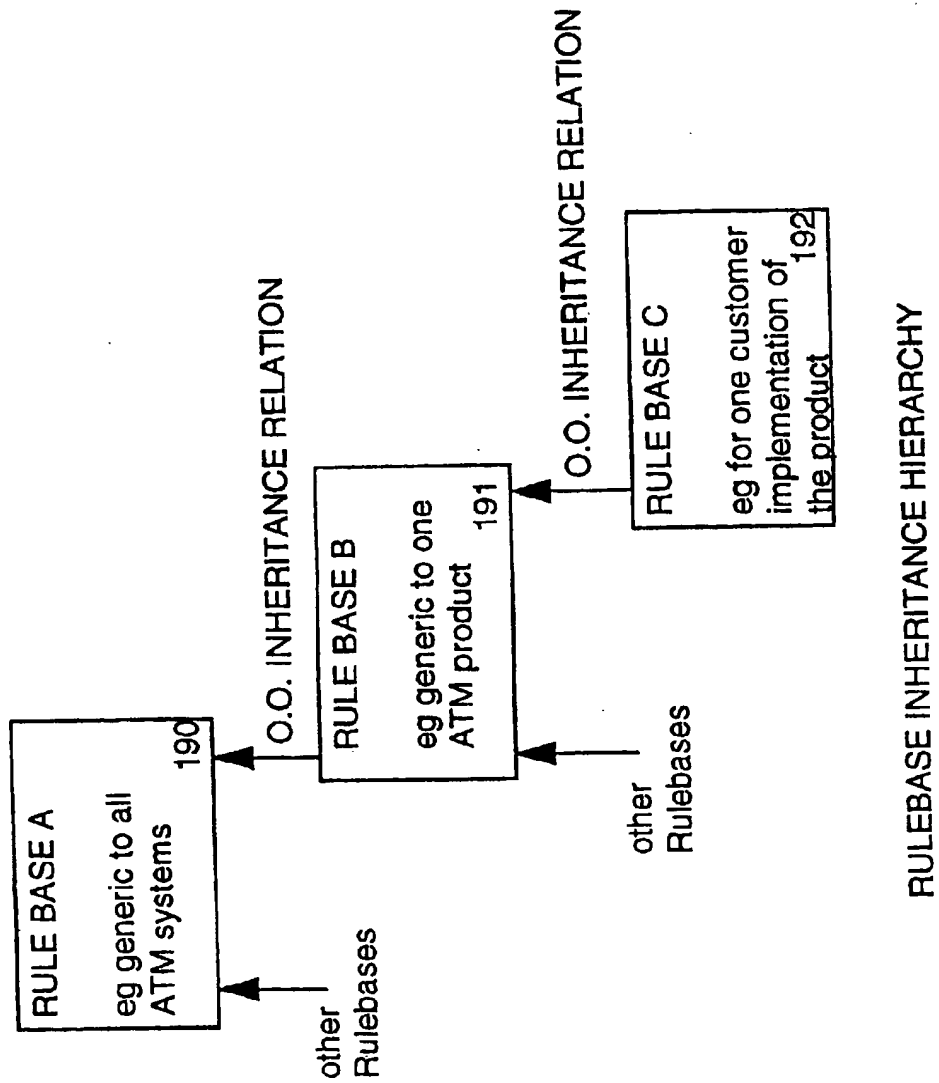 RULE BASE A
eg generic to all
ATM systems
190
other
Rulebases
O.O. INHERITANCE RELATION
RULE BASE B
eg generic to one
ATM product
191
other
Rulebases
O.O. INHERITANCE RELATION
RULE BASE C
eg for one customer
implementation of
the product
192
RULEBASE INHERITANCE HIERARCHY